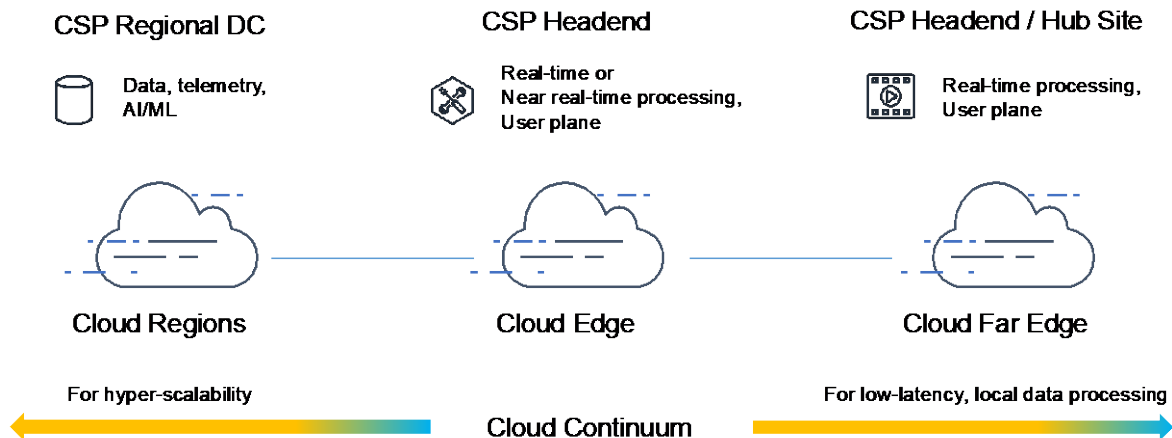 CSP Regional DC
CSP Headend
CSP Headend / Hub Site
Data, telemetry,
AI/ML
Real-time or
Near real-time processing,
User plane
Real-time processing,
User plane
Cloud Regions
Cloud Edge
Cloud Far Edge
For hyper-scalability
For low-latency, local data processing
Cloud Continuum